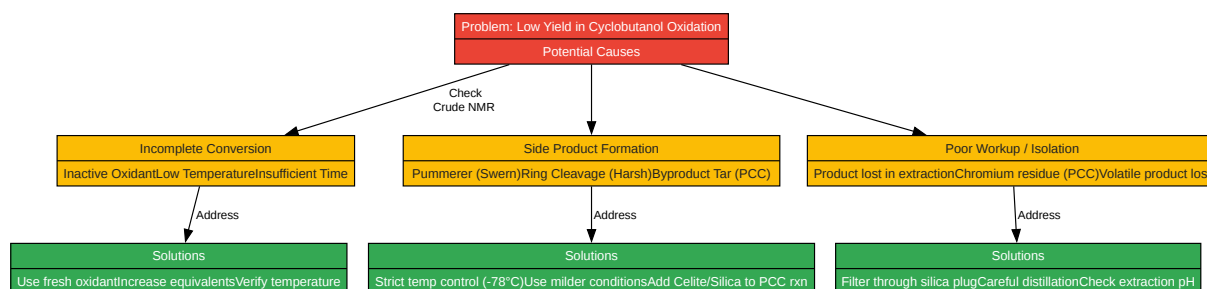 Problem: Low Yield in Cyclobutanol Oxidation
Potential Causes
Check
Crude NMR
Incomplete Conversion
Inactive OxidantLow TemperatureInsufficient Time
Side Product Formation
Pummerer (Swern)Ring Cleavage (Harsh)Byproduct Tar (PCC)
Poor Workup / Isolation
Product lost in extractionChromium residue (PCC)Volatile product los
Address
Address
Address
Solutions
Use fresh oxidantIncrease equivalentsVerify temperature
Solutions
Strict temp control (-78°C)Use milder conditionsAdd Celite/Silica to PCC rxn
Solutions
Filter through silica plugCareful distillationCheck extraction pH